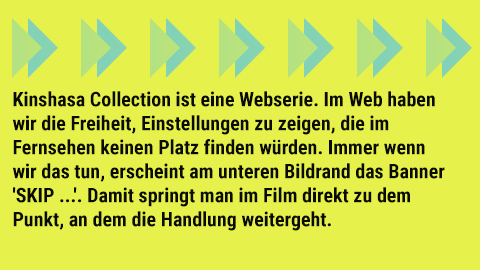 Kinshasa Collection ist eine Webserie. Im Web haben
wir die Freiheit, Einstellungen zu zeigen, die im
Fernsehen keinen Platz finden würden. Immer wenn
wir das tun, erscheint am unteren Bildrand das Banner
'SKIP ...'. Damit springt man im Film direkt zu dem
Punkt, an dem die Handlung weitergeht.